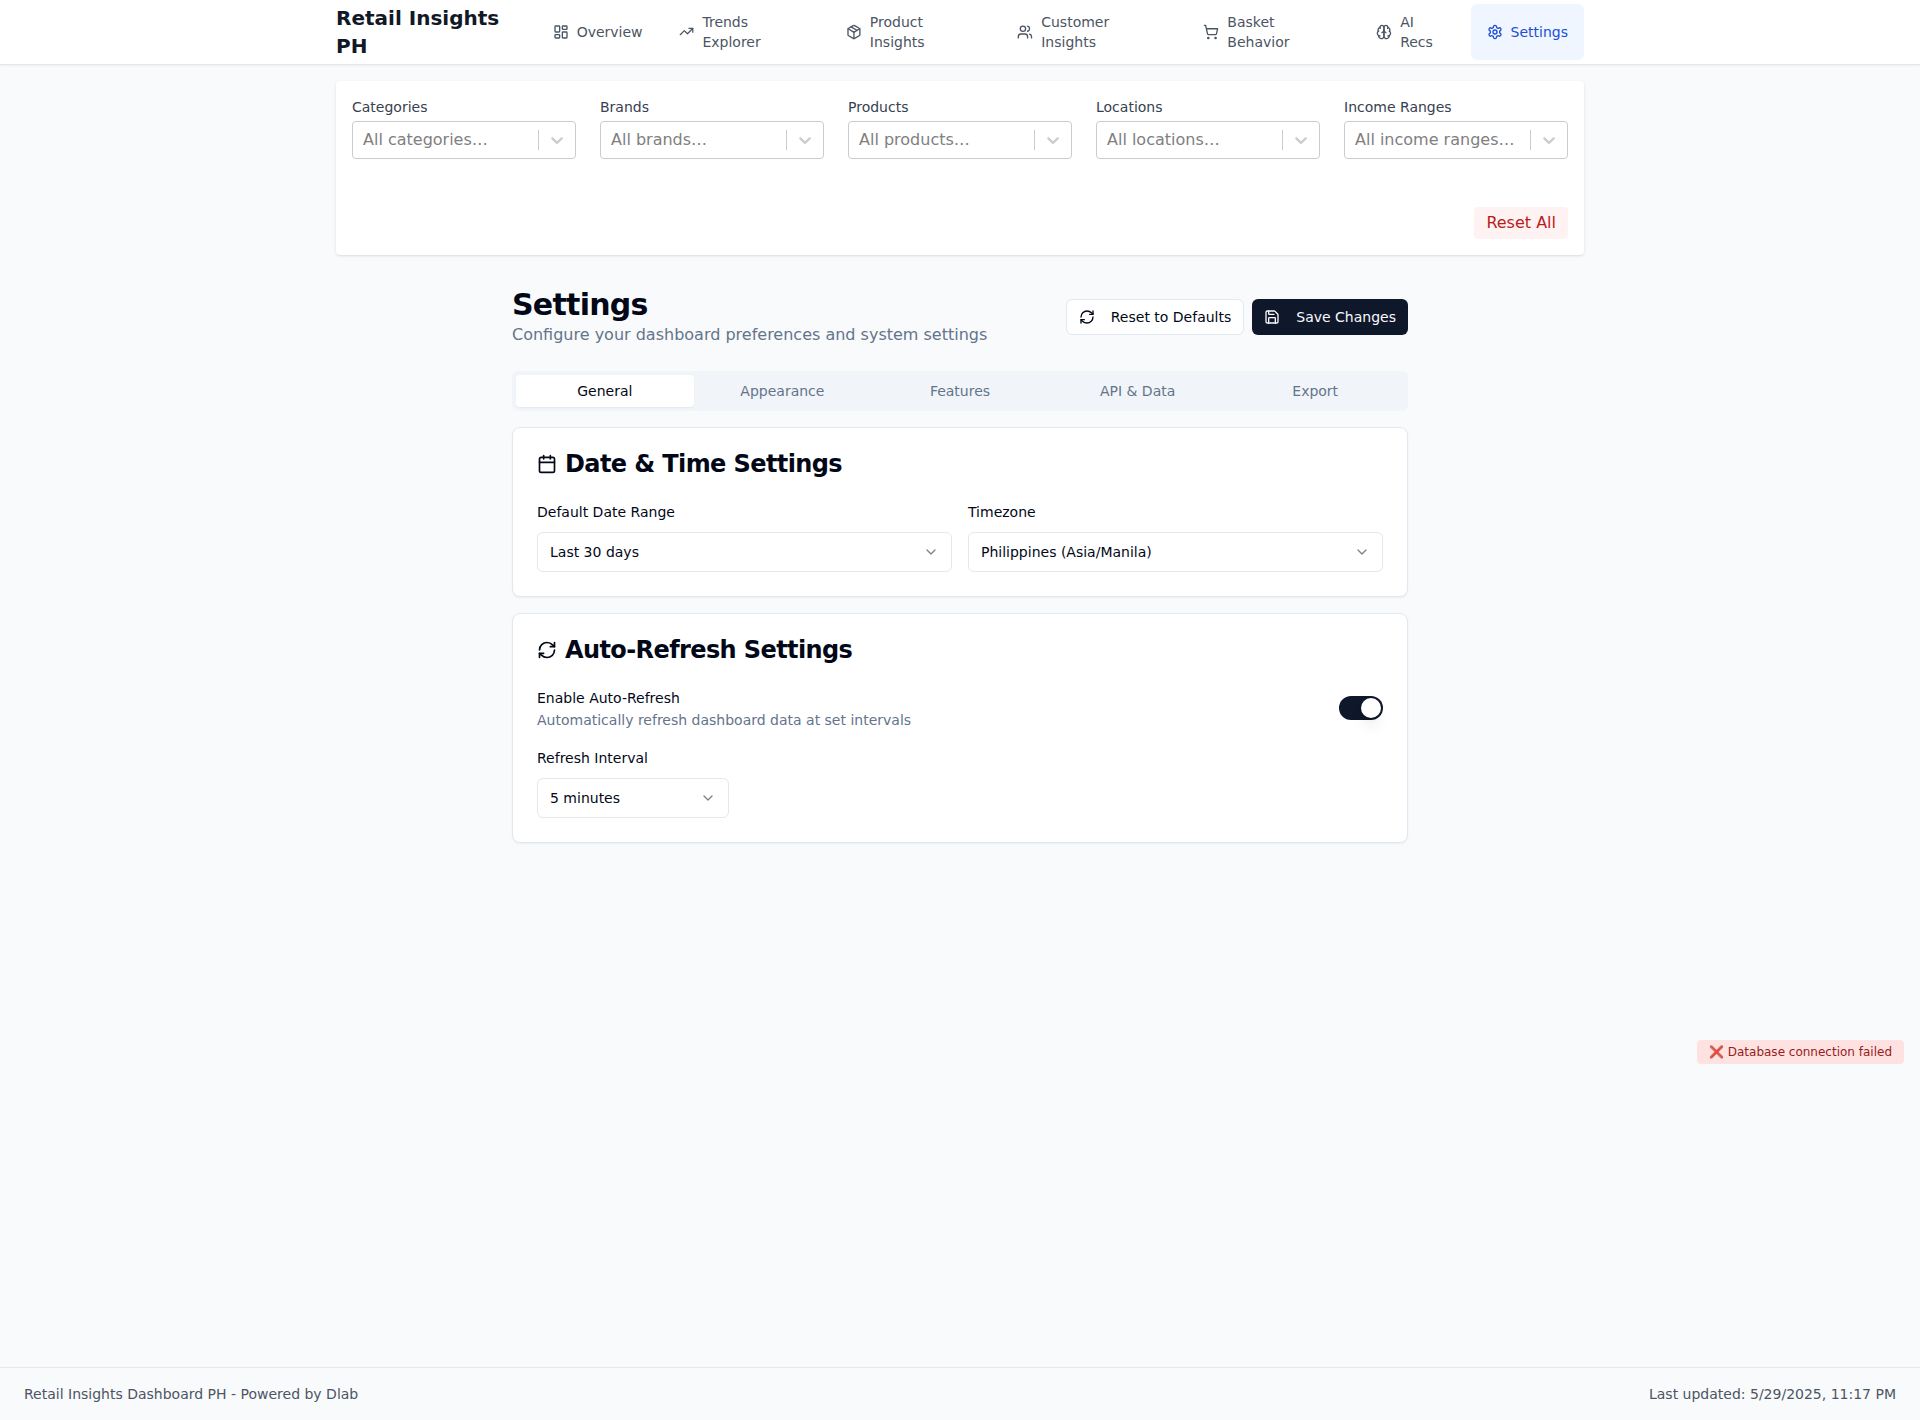 Retail Insights
PH
Overview
Trends
Explorer
Product
Insights
Customer
Insights
Basket
Behavior
AI
Recs
Settings
Categories
Brands
Products
Locations
Income Ranges
All categories...
All brands...
All products...
All locations...
All income ranges...
Reset All
Settings
Configure your dashboard preferences and system settings
Reset to Defaults
Save Changes
General
Appearance
Features
API & Data
Export
Date & Time Settings
Default Date Range
Timezone
Last 30 days
Philippines (Asia/Manila)
Auto-Refresh Settings
Enable Auto-Refresh
Automatically refresh dashboard data at set intervals
Refresh Interval
5 minutes
❌ Database connection failed
Retail Insights Dashboard PH - Powered by Dlab
Last updated: 5/29/2025, 11:17 PM